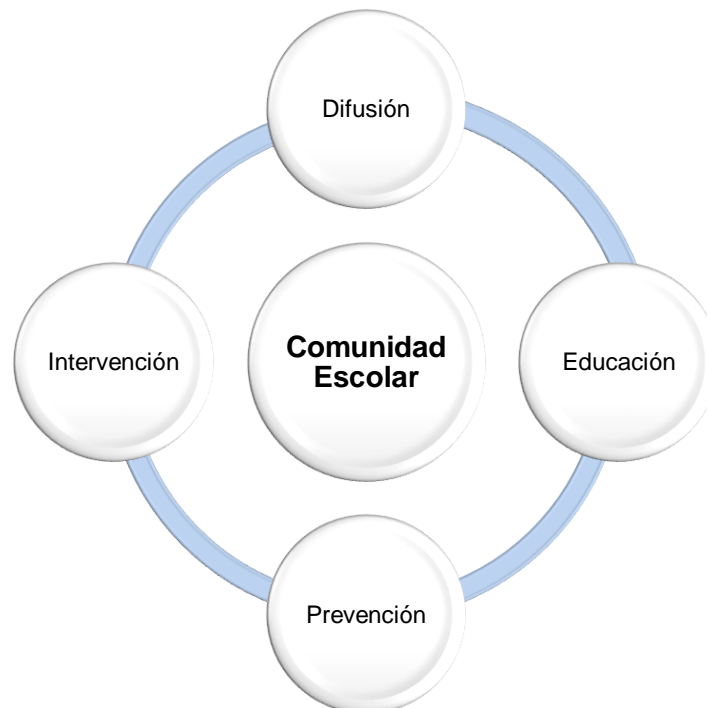 Difusión
Intervención
Comunidad
Escolar
Educación
Prevención